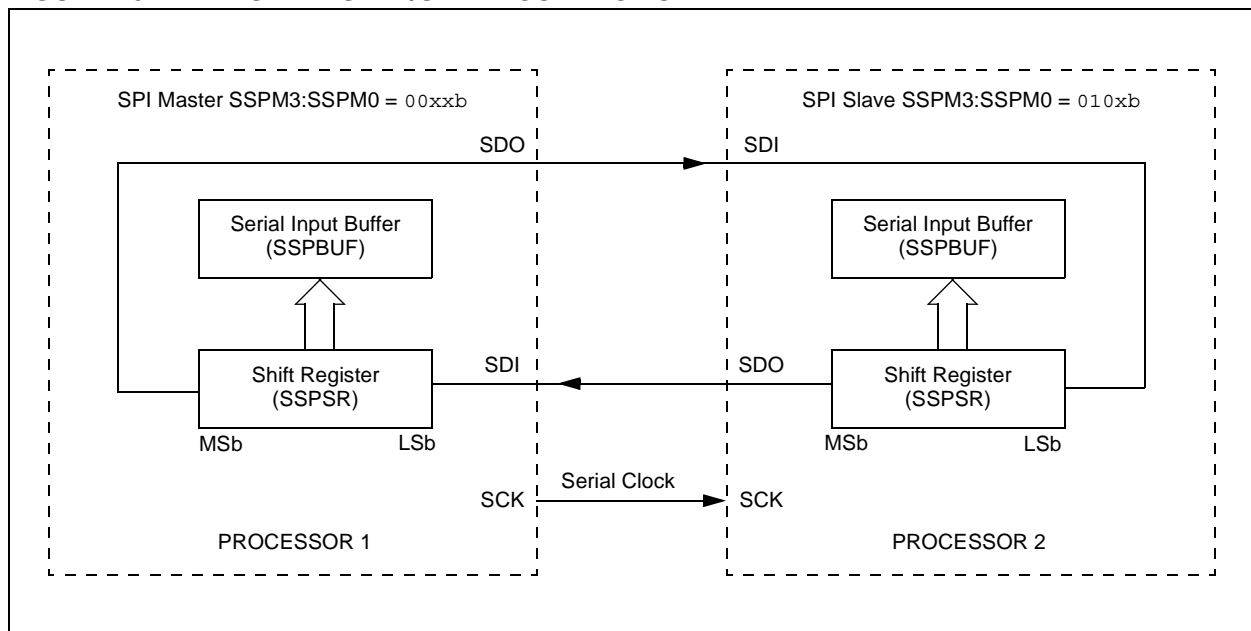 SPI Master SSPM3:SSPM0 = 00xxb
SPI Slave SSPM3:SSPM0 = 010xb
SDO
SDI
Serial Input Buffer
(SSPBUF)
Serial Input Buffer
(SSPBUF)
Shift Register
(SSPSR)
SDI
SDO
Shift Register
(SSPSR)
MSb
LSb
MSb
LSb
Serial Clock
SCK
SCK
PROCESSOR 1
PROCESSOR 2